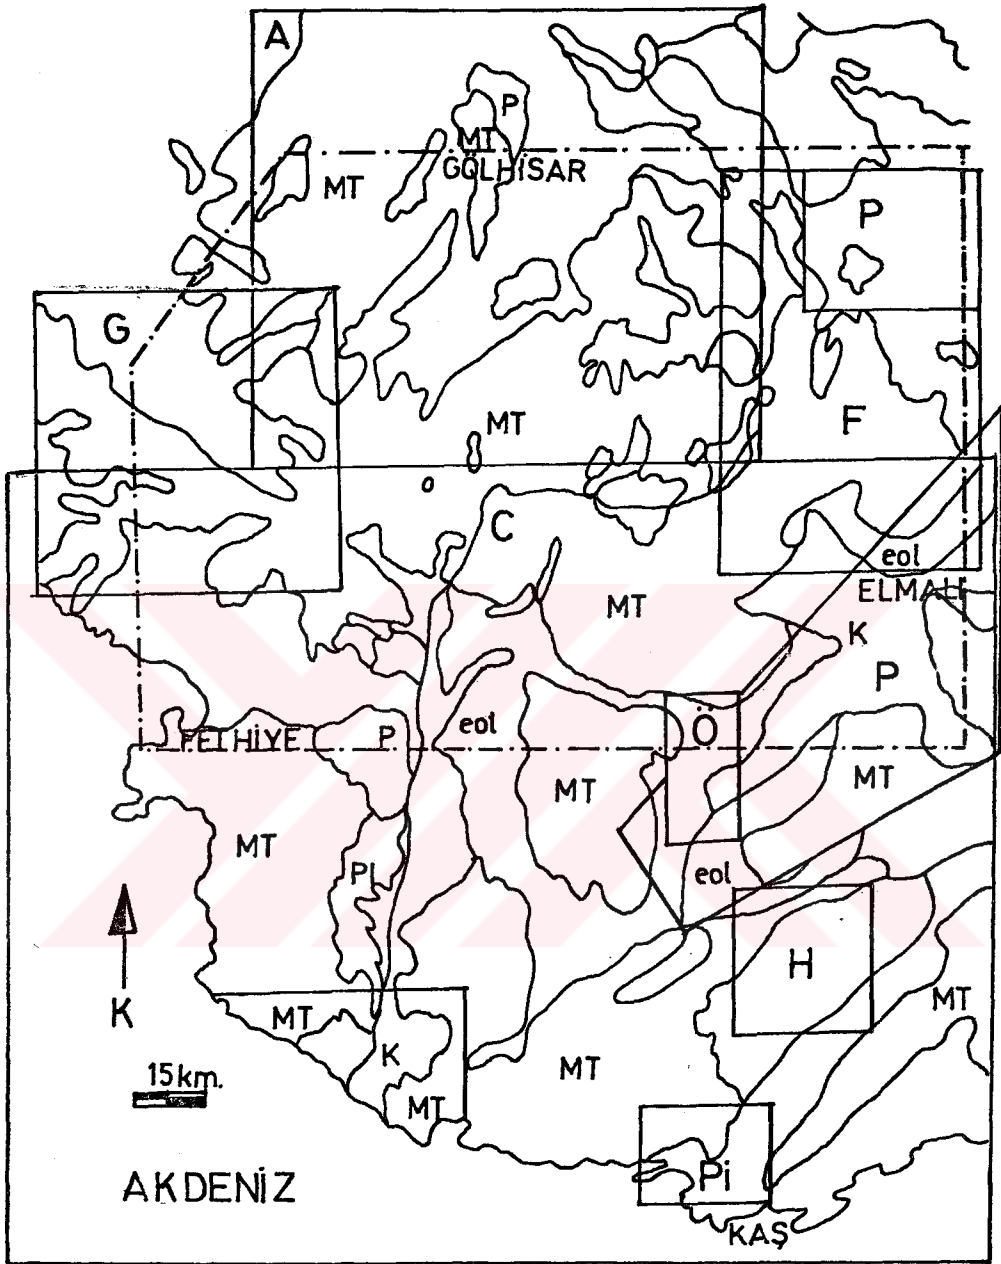 A
P
MT
GÖLHİSAR
MT
P
G
MT
F
C
eol
ELMALI
MT
K
P
eol
Ö
FETHİYE
P
MT
MT
MT
Pl
eol
H
MT
K
MT
K
MT
MT
15km.
Pi
AKDENİZ
KAŞ